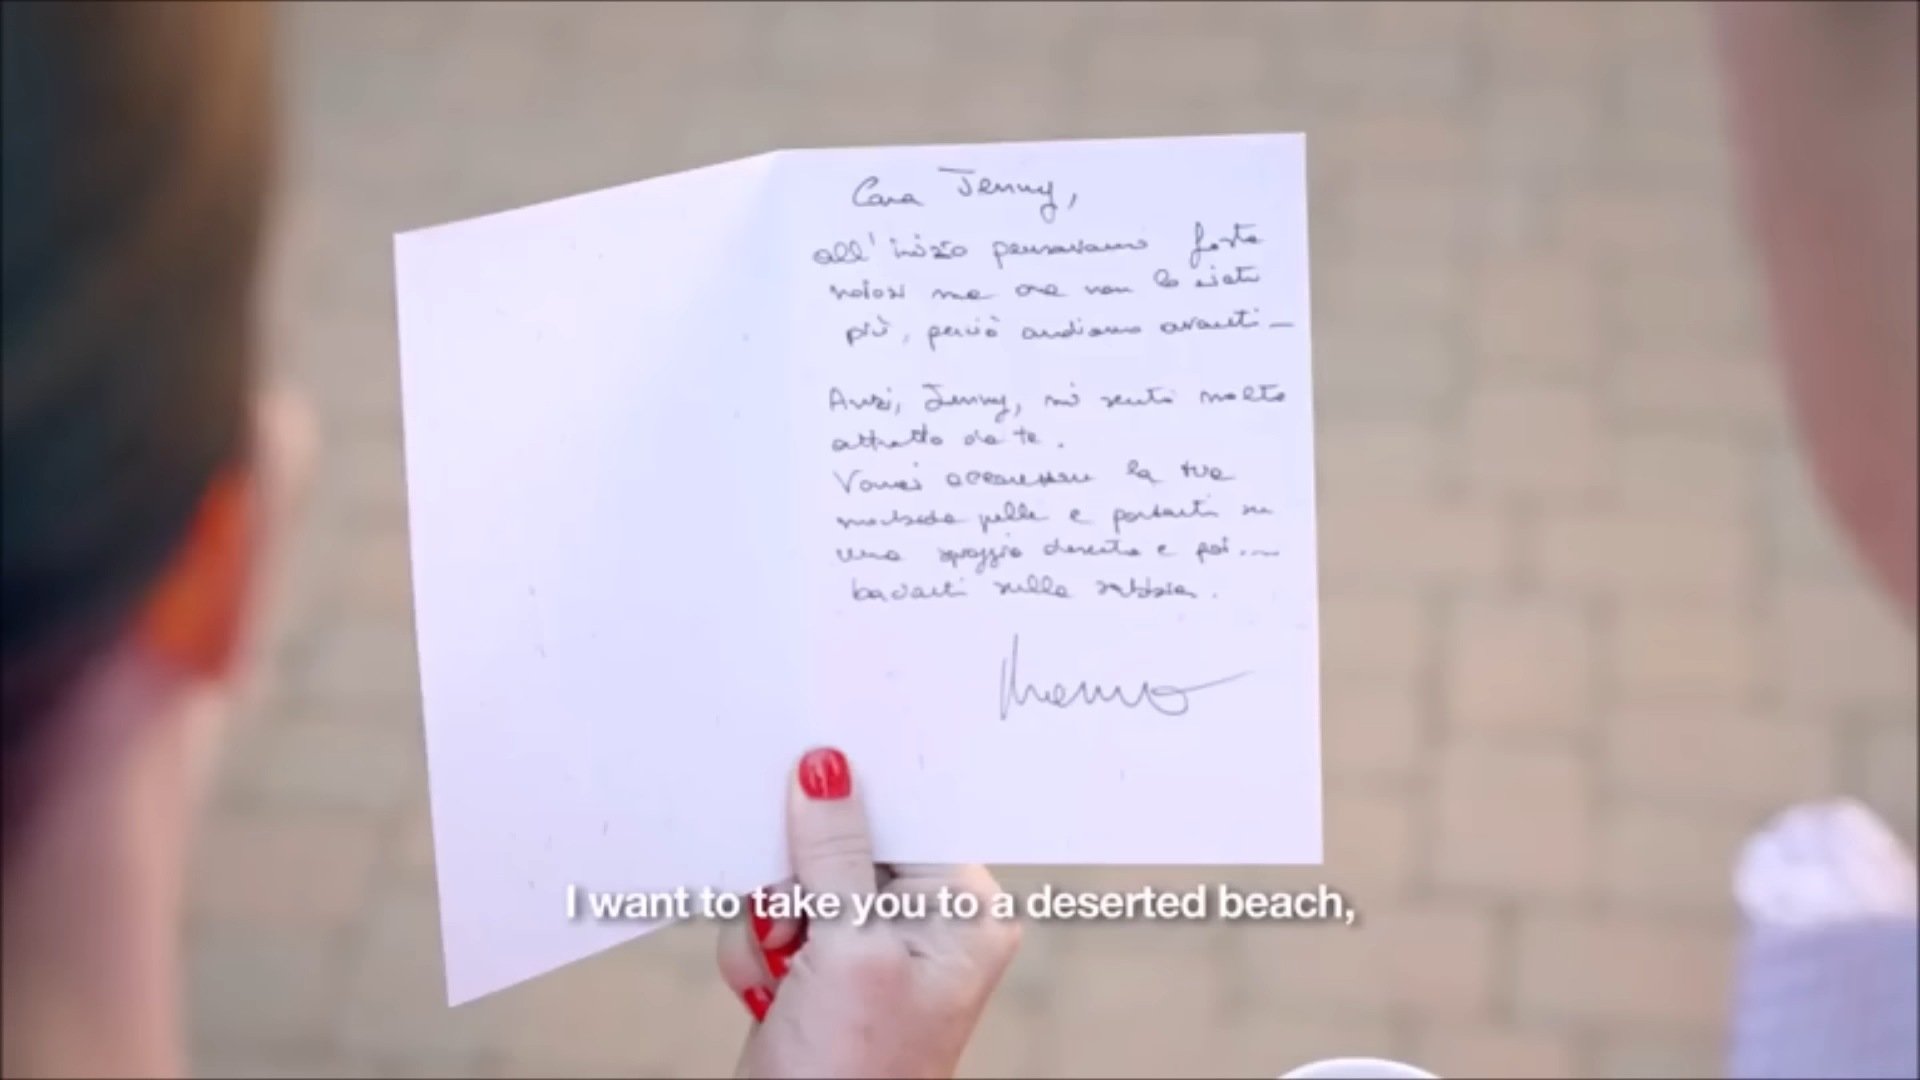 Cara Jenny,
all'inizio pensavamo foste
noiosi ma ora non lo siete
più, perciò andiamo avanti -
Anzi, Jenny, mi sento molto
attratto da te.
Vorrei accarezzare la tua
morbida pelle e portarti su
una spiaggia deserta e poi...
baciarti sulla sabbia.
I want to take you to a deserted beach,